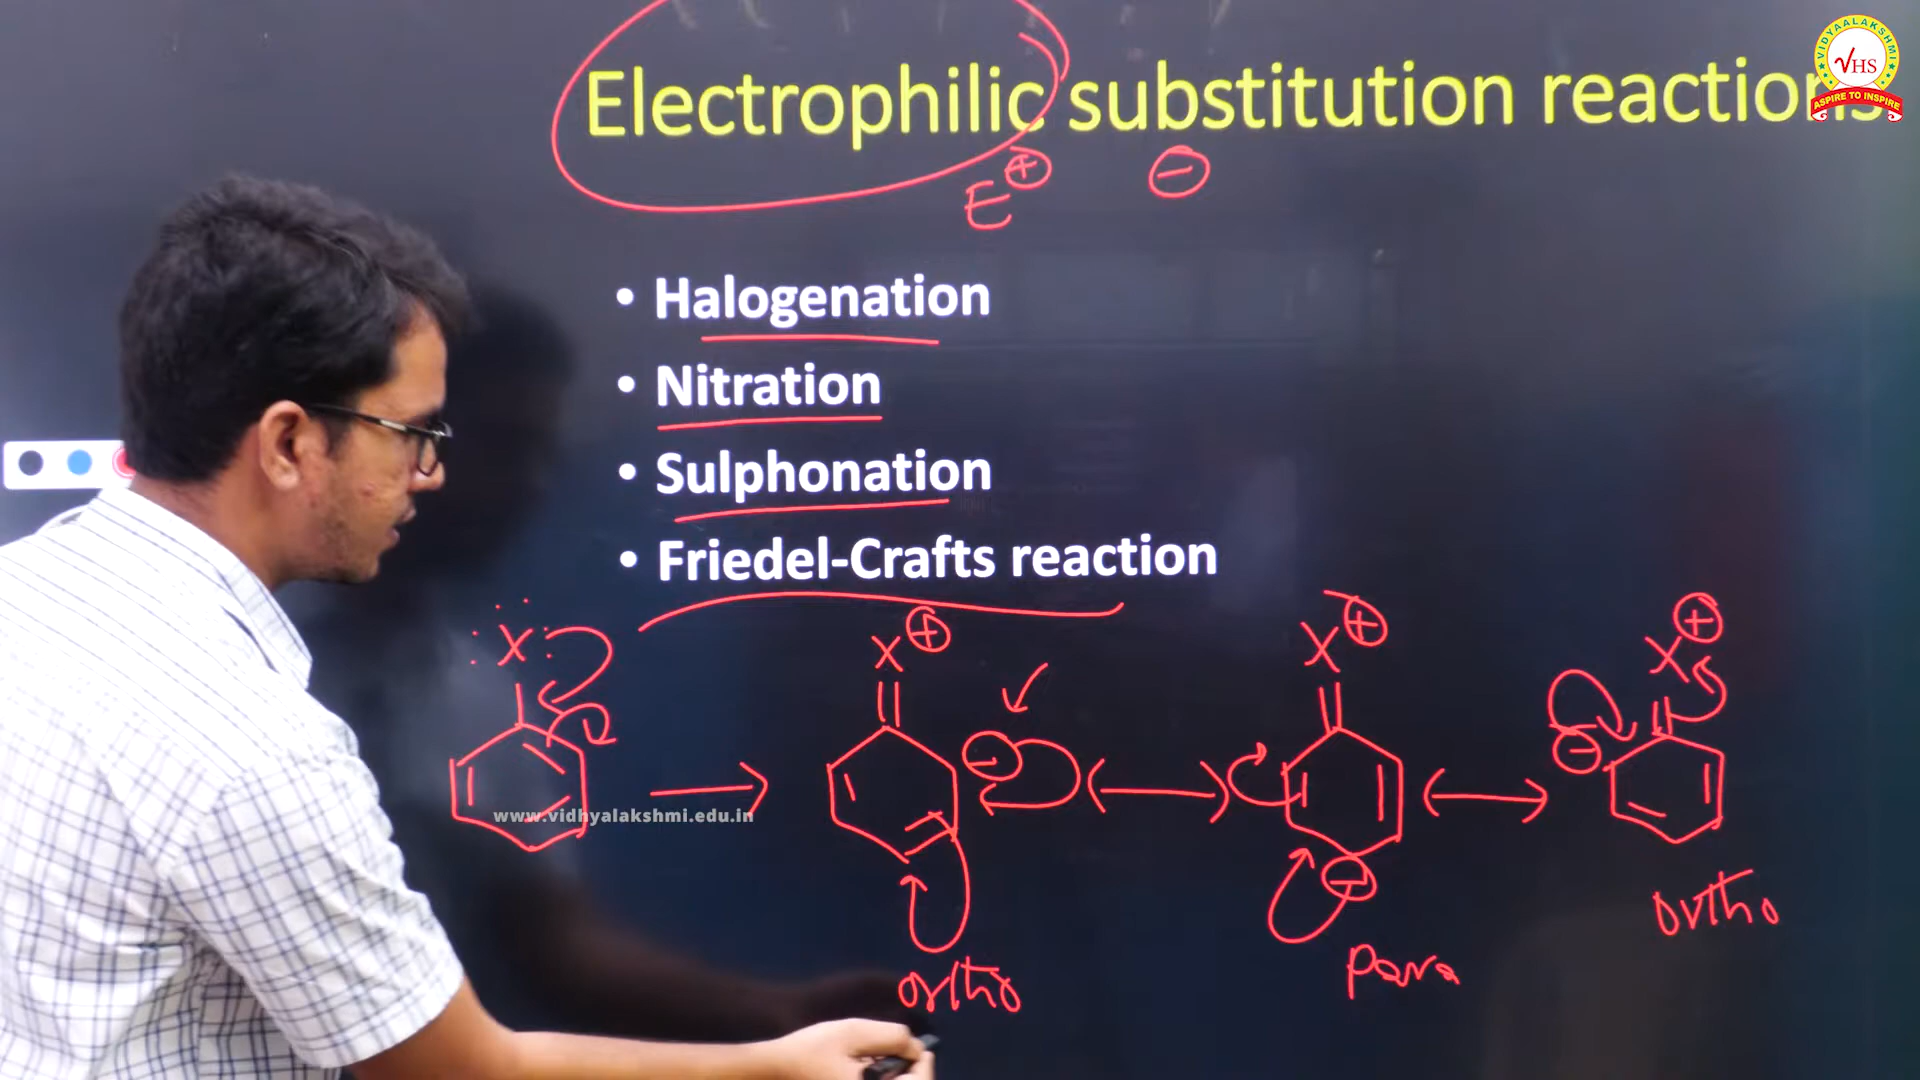 VIDYAALAKSHMI
VHS
ASPIRE TO INSPIRE
Electrophilic substitution reactions
E⊕ ⊖
• Halogenation
• Nitration
• Sulphonation
• Friedel-Crafts reaction
X X⊕ X⊕ X⊕
⊖ ⊖
www.vidhyalakshmi.edu.in
⊖
ortho
para
ortho